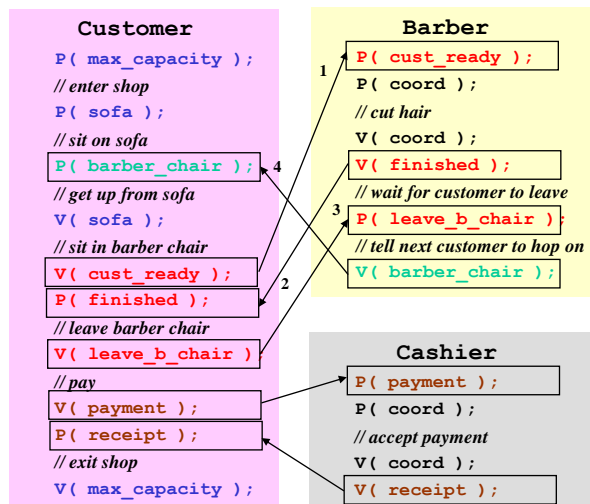 Customer
P( max_capacity );
// enter shop
P( sofa );
// sit on sofa
P( barber_chair );
// get up from sofa
V( sofa );
// sit in barber chair
V( cust_ready );
P( finished );
// leave barber chair
V( leave_b_chair );
// pay
V( payment );
P( receipt );
// exit shop
V( max_capacity );
1
4
3
2
Barber
P( cust_ready );
P( coord );
// cut hair
V( coord );
V( finished );
// wait for customer to leave
P( leave_b_chair );
// tell next customer to hop on
V( barber_chair );
Cashier
P( payment );
P( coord );
// accept payment
V( coord );
V( receipt );